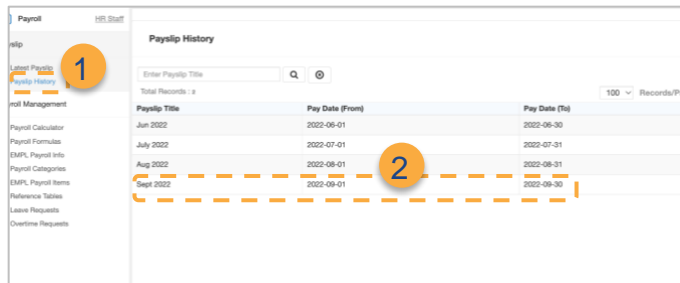 Payroll HR Staff
Payslip History
Latest Payslip
Payslip History
1
Enter Payslip Title
Total Records : 2
100 Records/P
Management
Payslip Title Pay Date (From) Pay Date (To)
Jun 2022 2022-06-01 2022-06-30
July 2022 2022-07-01 2022-07-31
Aug 2022 2022-08-01 2022-08-31
Sept 2022 2022-09-01 2022-09-30
2
Payroll Calculator
Payroll Formulas
EMPL Payroll Info
Payroll Categories
EMPL Payroll Items
Reference Tables
Leave Requests
Overtime Requests